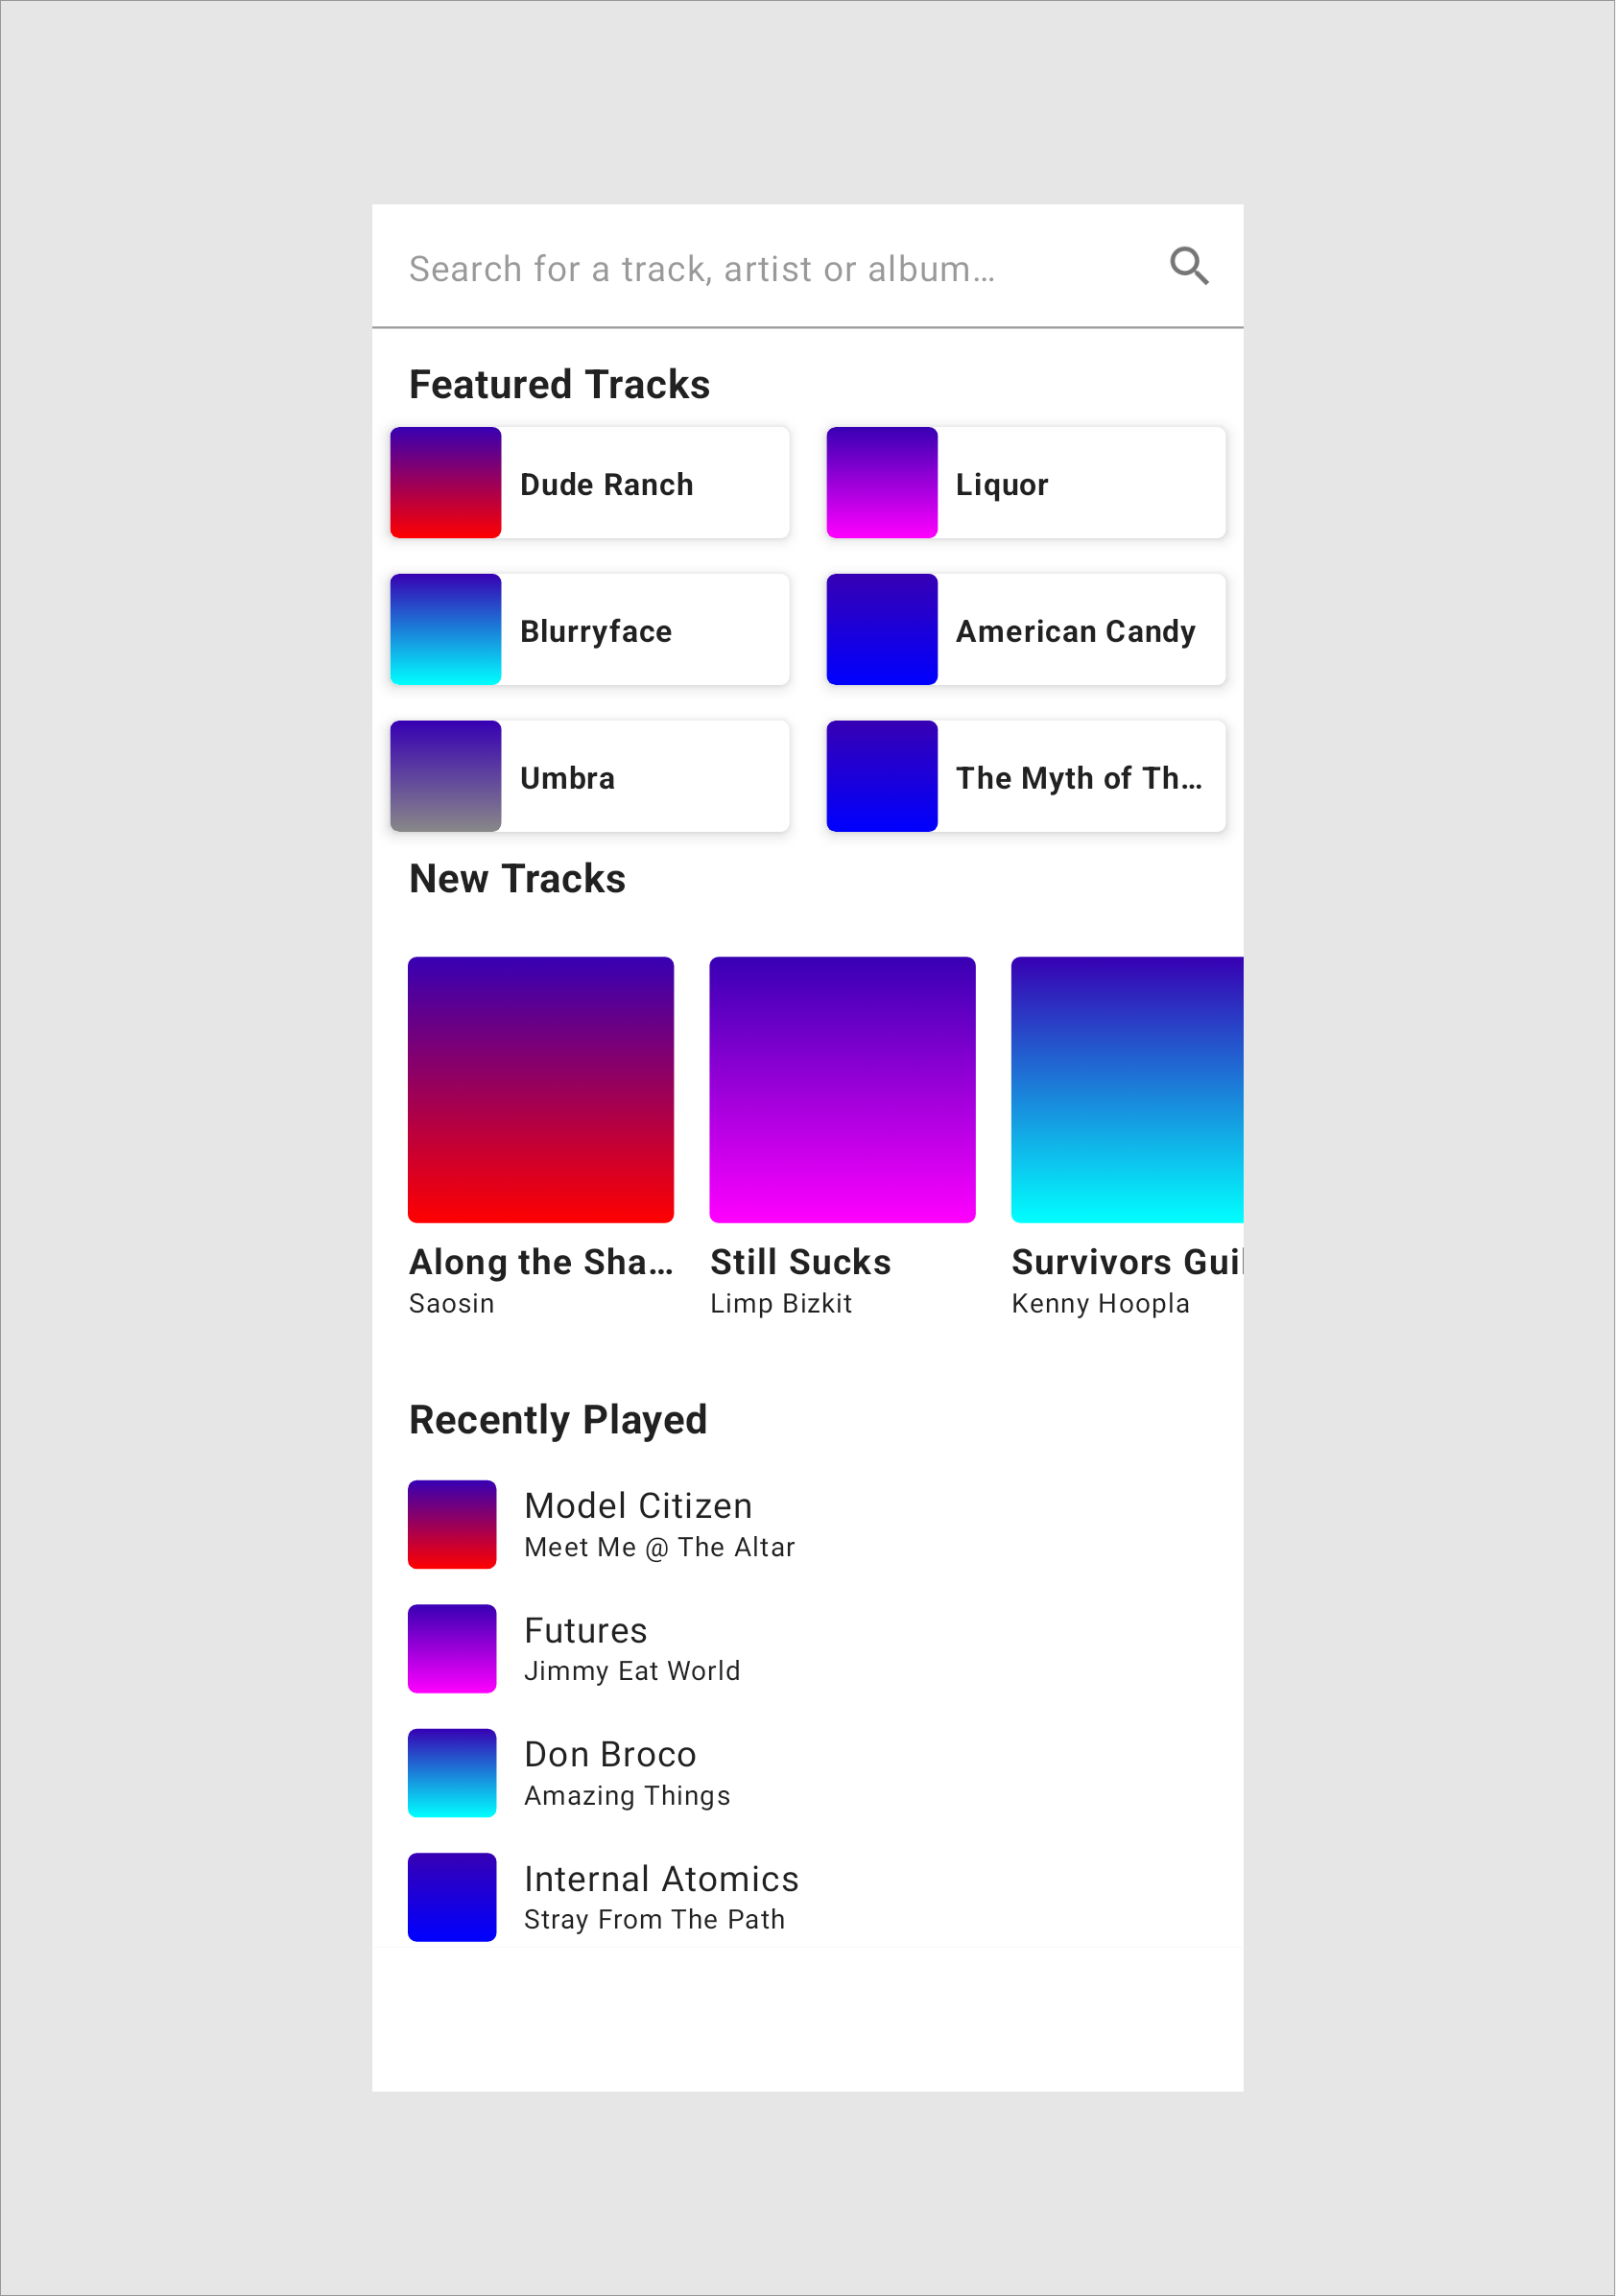 Search for a track, artist or album…
Featured Tracks
Dude Ranch
Liquor
Blurryface
American Candy
Umbra
The Myth of Th…
New Tracks
Along the Sha…
Still Sucks
Survivors Guil
Saosin
Limp Bizkit
Kenny Hoopla
Recently Played
Model Citizen
Meet Me @ The Altar
Futures
Jimmy Eat World
Don Broco
Amazing Things
Internal Atomics
Stray From The Path